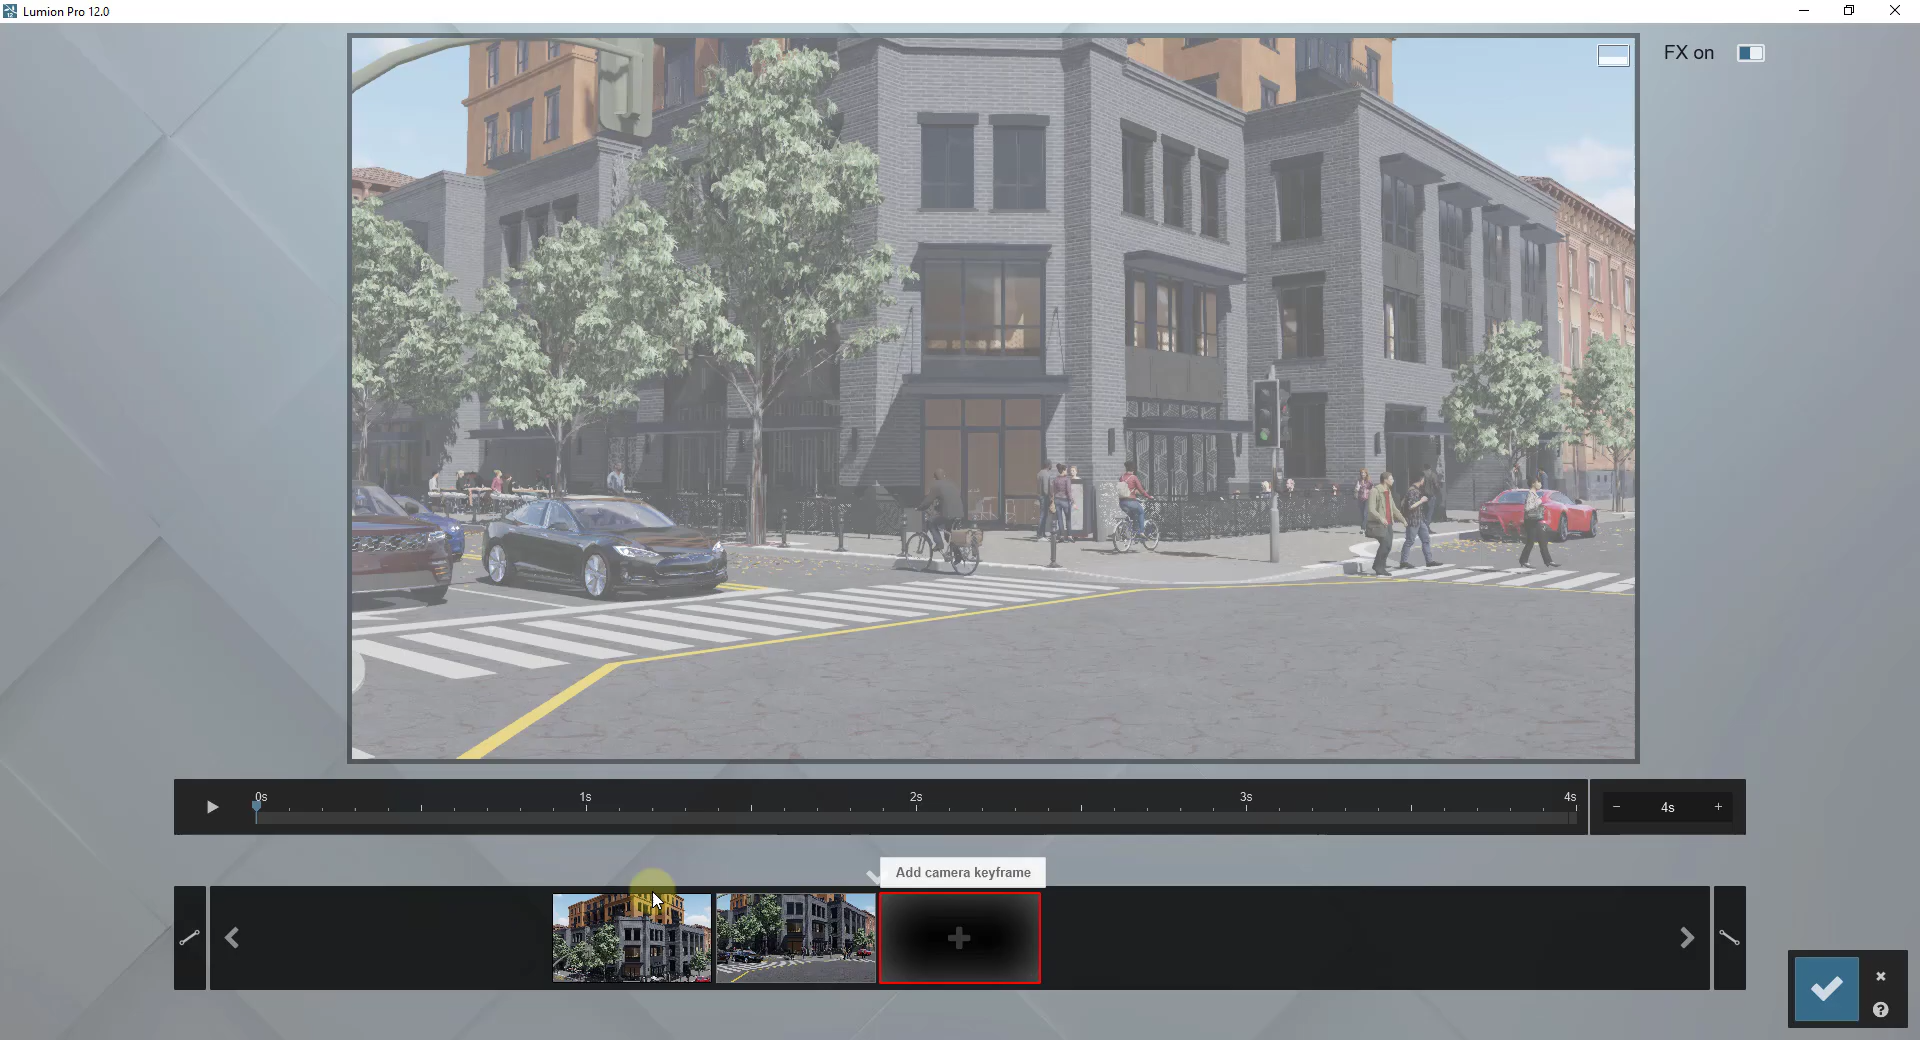 Lumion Pro 12.0
FX on
0s 1s 2s 3s 4s
4s
Add camera keyframe